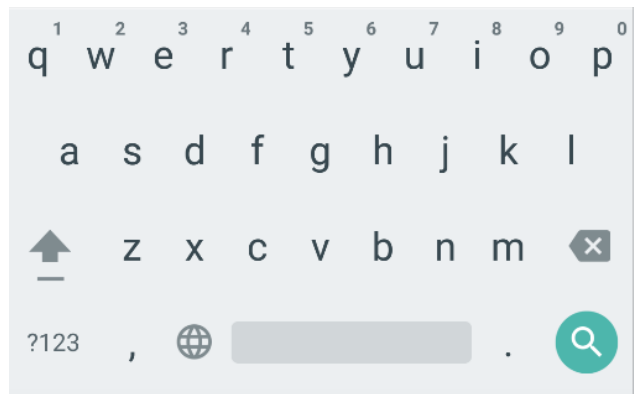 1 2 3 4 5 6 7 8 9 0
q w e r t y u i o p
a s d f g h j k l
z x c v b n m
?123 , .